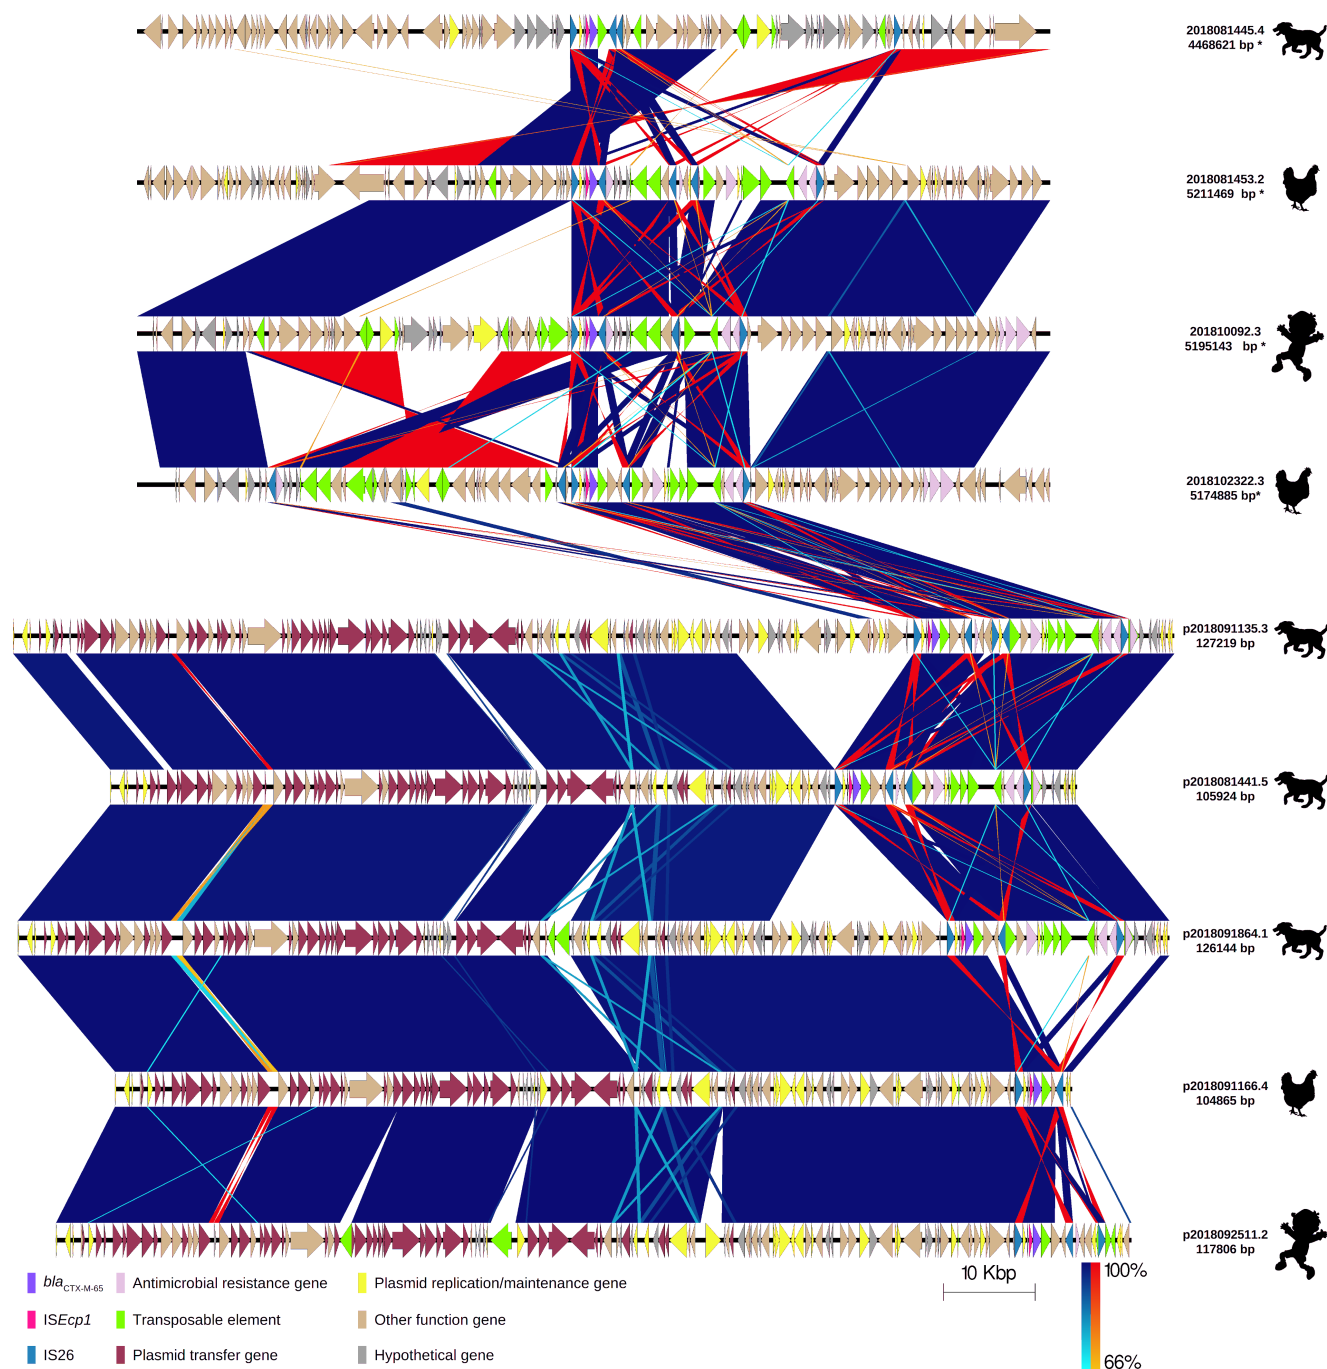 2018081445.4
4468621 bp *
2018081453.2
5211469 bp *
201810092.3
5195143 bp *
2018102322.3
5174885 bp*
p2018091135.3
127219 bp
p2018081441.5
105924 bp
p2018091864.1
126144 bp
p2018091166.4
104865 bp
p2018092511.2
117806 bp
blaCTX-M-65
Antimicrobial resistance gene
Plasmid replication/maintenance gene
10 Kbp
100%
ISEcp1
Transposable element
Other function gene
IS26
Plasmid transfer gene
Hypothetical gene
66%